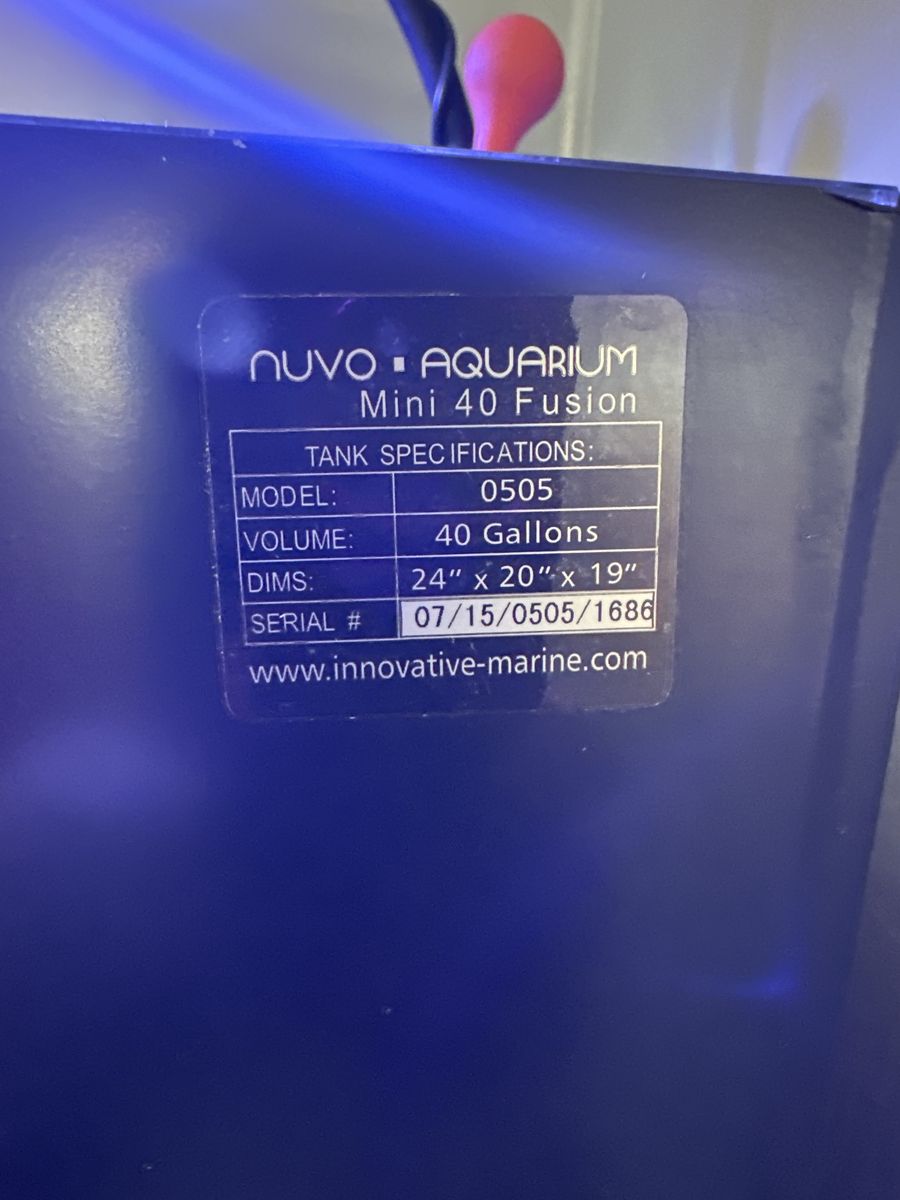 NUVO ▪ AQUARIUM
Mini 40 Fusion
TANK SPECIFICATIONS:
MODEL: 0505
VOLUME: 40 Gallons
DIMS: 24" x 20" x 19"
SERIAL # 07/15/0505/1686
www.innovative-marine.com